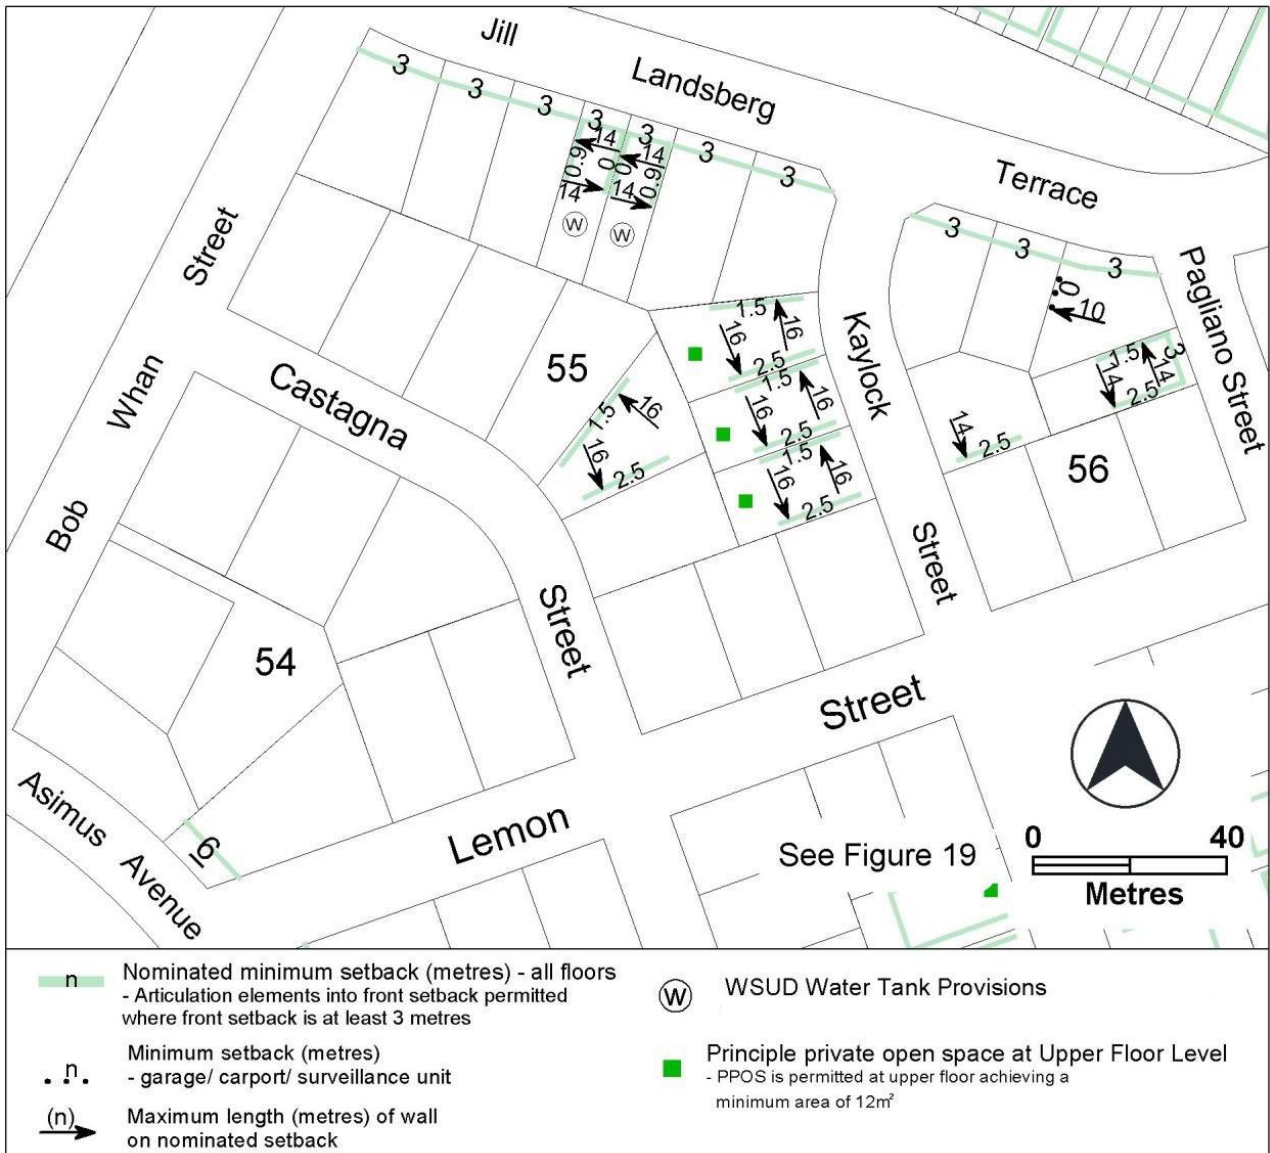 Jill
Landsberg
Terrace
3
3
3
3
3
3
3
14
0.9
0
14
14
0
0.9
14
W
W
3
3
3
0
10
Pagliano Street
Street
Whan
Bob
Castagna
Street
55
1.5
16
16
2.5
1.5
16
16
2.5
1.5
16
16
2.5
1.5
16
16
2.5
Kaylock
Street
1.5
3
14
14
2.5
14
2.5
56
54
Asimus
Avenue
6
Lemon
Street
See Figure 19
0 40
Metres
n Nominated minimum setback (metres) - all floors
- Articulation elements into front setback permitted
where front setback is at least 3 metres
n Minimum setback (metres)
- garage/ carport/ surveillance unit
(n) Maximum length (metres) of wall
on nominated setback
W WSUD Water Tank Provisions
Principle private open space at Upper Floor Level
- PPOS is permitted at upper floor achieving a
minimum area of 12m²